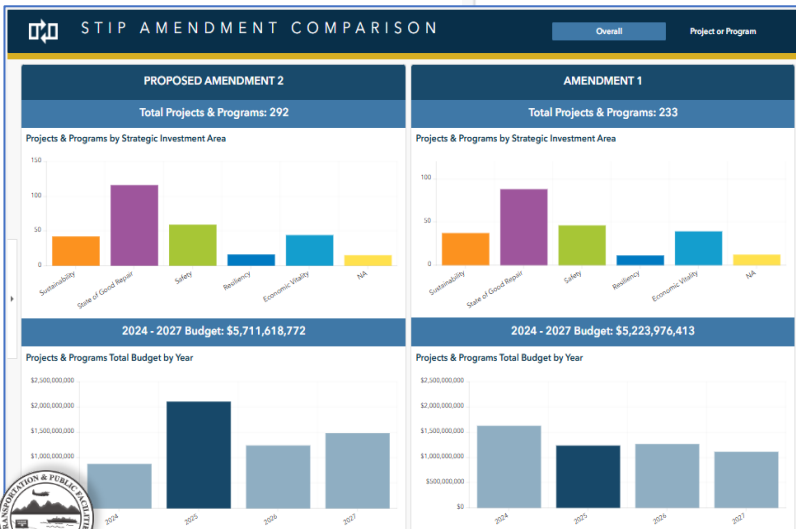 STIP AMENDMENT COMPARISON
Overall
Project or Program
PROPOSED AMENDMENT 2
Total Projects & Programs: 292
Projects & Programs by Strategic Investment Area
150
100
50
0
Sustainability
State of Good Repair
Safety
Resiliency
Economic Vitality
NA
2024 - 2027 Budget: $5,711,618,772
Projects & Programs Total Budget by Year
$2,500,000,000
$2,000,000,000
$1,500,000,000
$1,000,000,000
2024
2025
2026
2027
AMENDMENT 1
Total Projects & Programs: 233
Projects & Programs by Strategic Investment Area
100
50
0
Sustainability
State of Good Repair
Safety
Resiliency
Economic Vitality
NA
2024 - 2027 Budget: $5,223,976,413
Projects & Programs Total Budget by Year
$2,500,000,000
$2,000,000,000
$1,500,000,000
$1,000,000,000
$500,000,000
$0
2024
2025
2026
2027
& PUBLIC